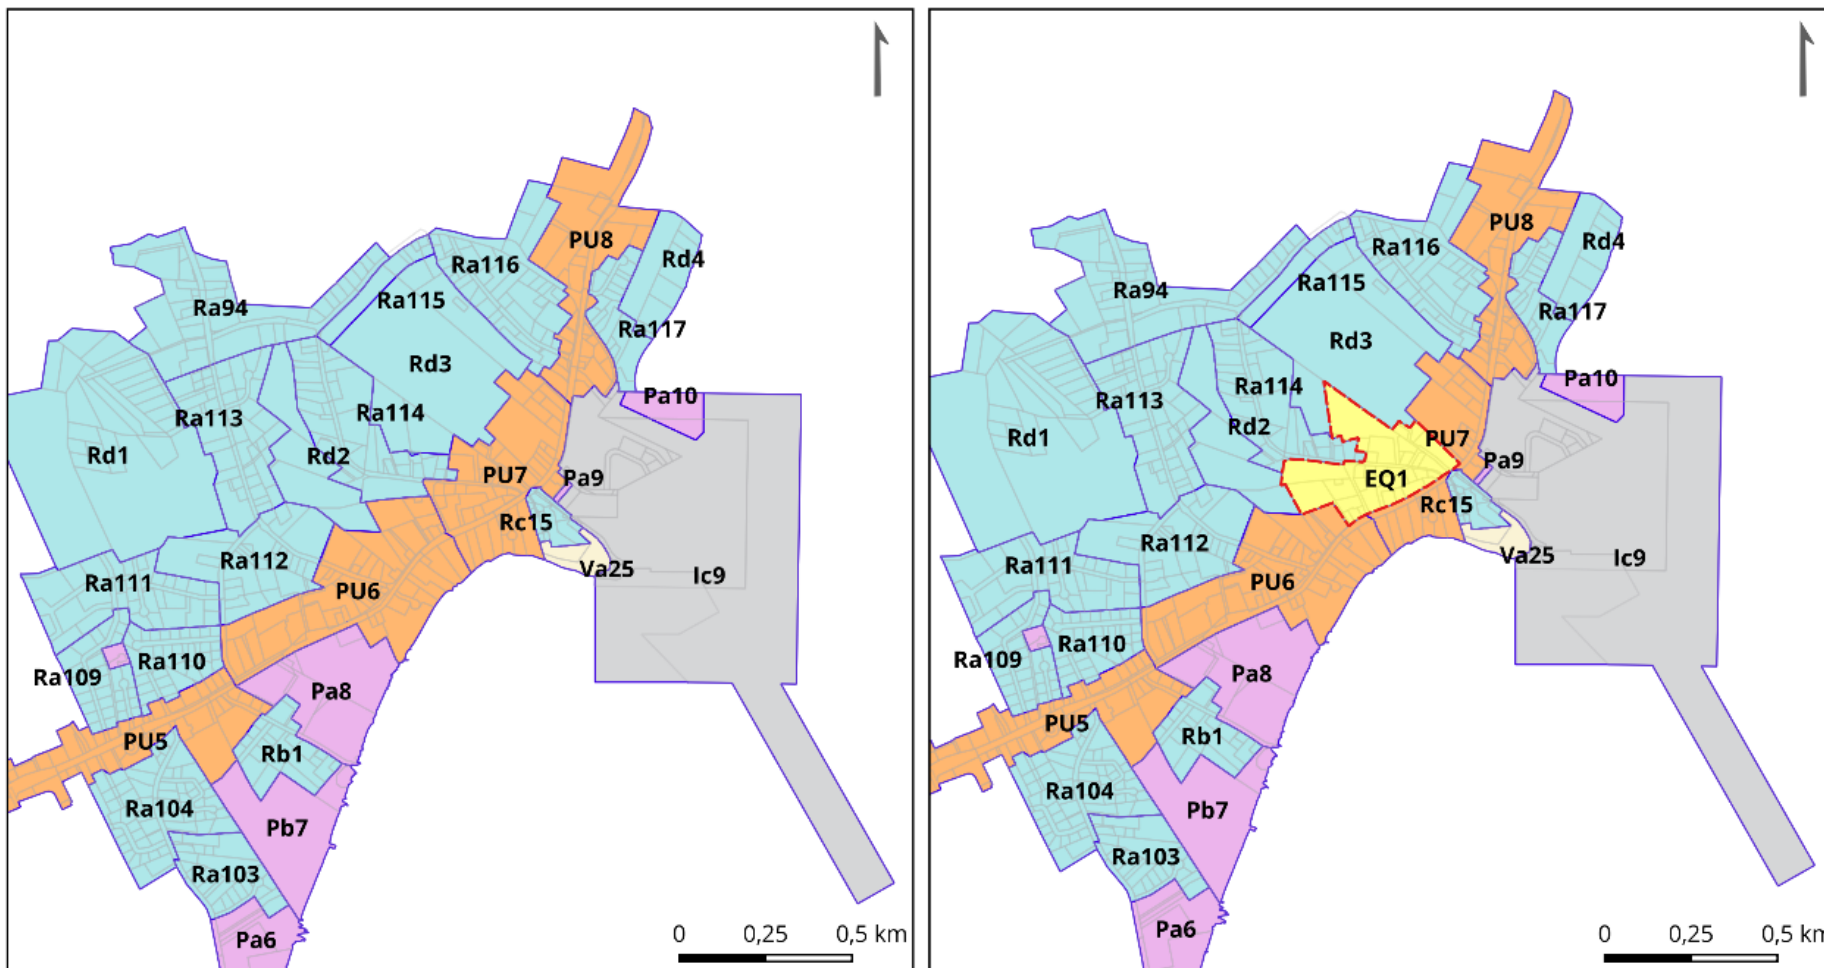 PU8
Rd4
Ra116
Ra115
Ra94
Ra117
Rd3
Pa10
Ra114
Ra113
Rd2
Rd1
PU7
Pa9
Rc15
Ra112
Va25
Ic9
Ra111
PU6
Ra110
Ra109
Pa8
PU5
Rb1
Ra104
Pb7
Ra103
Pa6
0 0,25 0,5 km
PU8
Rd4
Ra116
Ra115
Ra94
Ra117
Rd3
Pa10
Ra114
Ra113
Rd2
Rd1
PU7
Pa9
EQ1
Rc15
Ra112
Va25
Ic9
Ra111
PU6
Ra110
Ra109
Pa8
PU5
Rb1
Ra104
Pb7
Ra103
Pa6
0 0,25 0,5 km